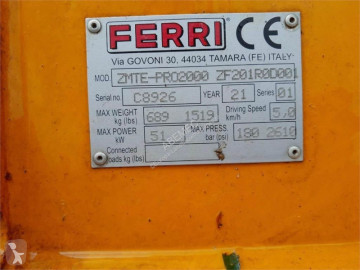 FERRI CE
Via GOVONI 30, 44034 TAMARA (FE) ITALY
MOD. ZMTE-PRO2000 ZF201R0D001
Serial no. C8926 YEAR 21 Series 01
MAX WEIGHT kg (lbs) 689 1519 Driving Speed km/h 5,0
MAX POWER kW 51 MAX PRESS. bar (psi) 180 2610
Connected loads kg (lbs)